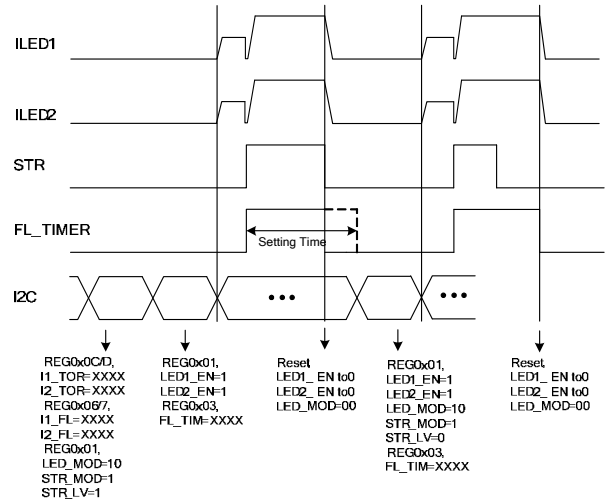 ILED1
ILED2
STR
FL_TIMER
Setting Time
I2C
•••
•••
REG0x0C/D,
I1_TOR=XXXX
I2_TOR=XXXX
REG0x06/7,
I1_FL=XXXX
I2_FL=XXXX
REG0x01,
LED_MOD=10
STR_MOD=1
STR_LV=1
REG0x01,
LED1_EN=1
LED2_EN=1
REG0x03,
FL_TIM=XXXX
Reset,
LED1_ EN to0
LED2_ EN to0
LED_MOD=00
REG0x01,
LED1_EN=1
LED2_EN=1
LED_MOD=10
STR_MOD=1
STR_LV=0
REG0x03,
FL_TIM=XXXX
Reset,
LED1_ EN to0
LED2_ EN to0
LED_MOD=00